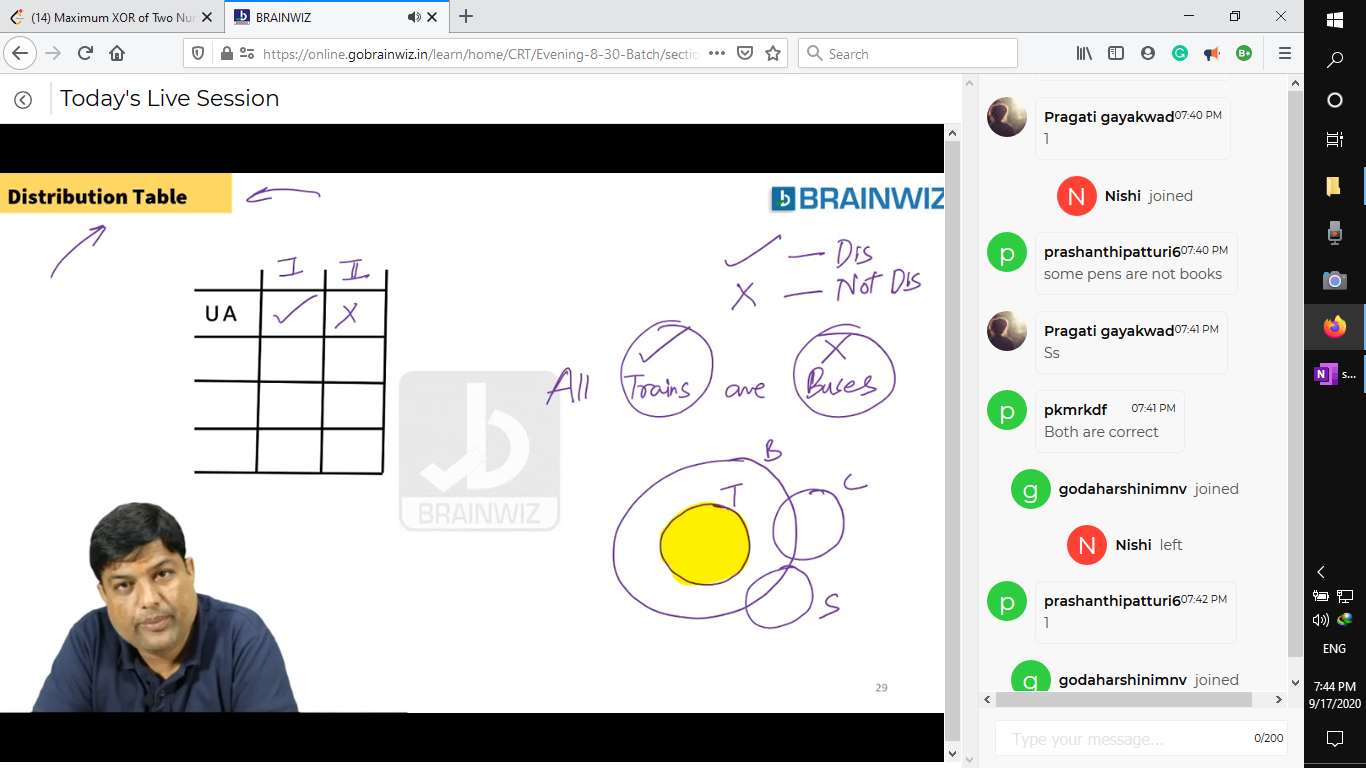 (14) Maximum XOR of Two Nu
BRAINWIZ
https://online.gobrainwiz.in/learn/home/CRT/Evening-8-30-Batch/sectio
Search
Today's Live Session
Distribution Table
BRAINWIZ
I II
UA ✓ X
✓ — Dis
X — Not Dis
✓ X
All Trains are Buses
B
T
C
S
BRAINWIZ
29
Pragati gayakwad 07:40 PM
1
N Nishi joined
p prashanthipatturi6 07:40 PM
some pens are not books
Pragati gayakwad 07:41 PM
Ss
p pkmrkdf 07:41 PM
Both are correct
g godaharshinimnv joined
N Nishi left
p prashanthipatturi6 07:42 PM
1
g godaharshinimnv joined
Type your message...
0/200
B+
N s...
ENG
7:44 PM
9/17/2020